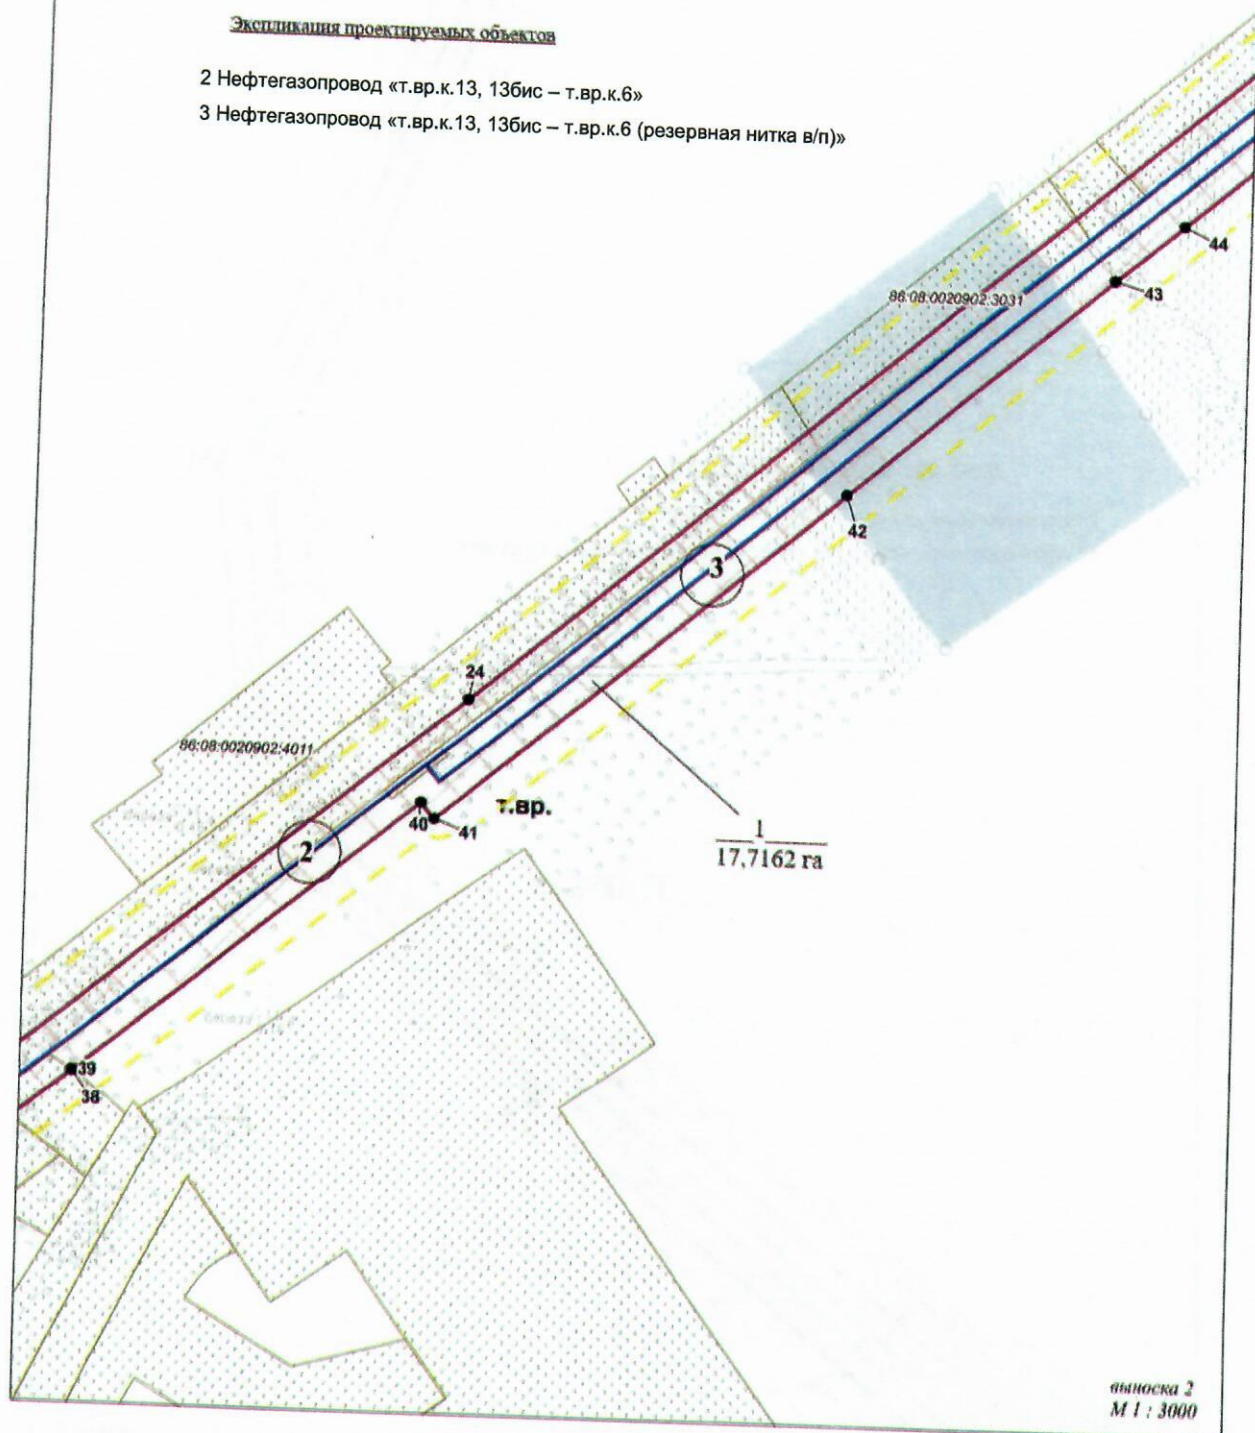 Экспликация проектируемых объектов
2 Нефтегазопровод «т.вр.к.13, 13бис – т.вр.к.6»
3 Нефтегазопровод «т.вр.к.13, 13бис – т.вр.к.6 (резервная нитка в/п)»
44
86:08:0020902:3031
43
42
3
24
86:08:0020902:4011
т.вр.
40
41
1
17,7162 га
2
39
38
выноска 2
М 1 : 3000